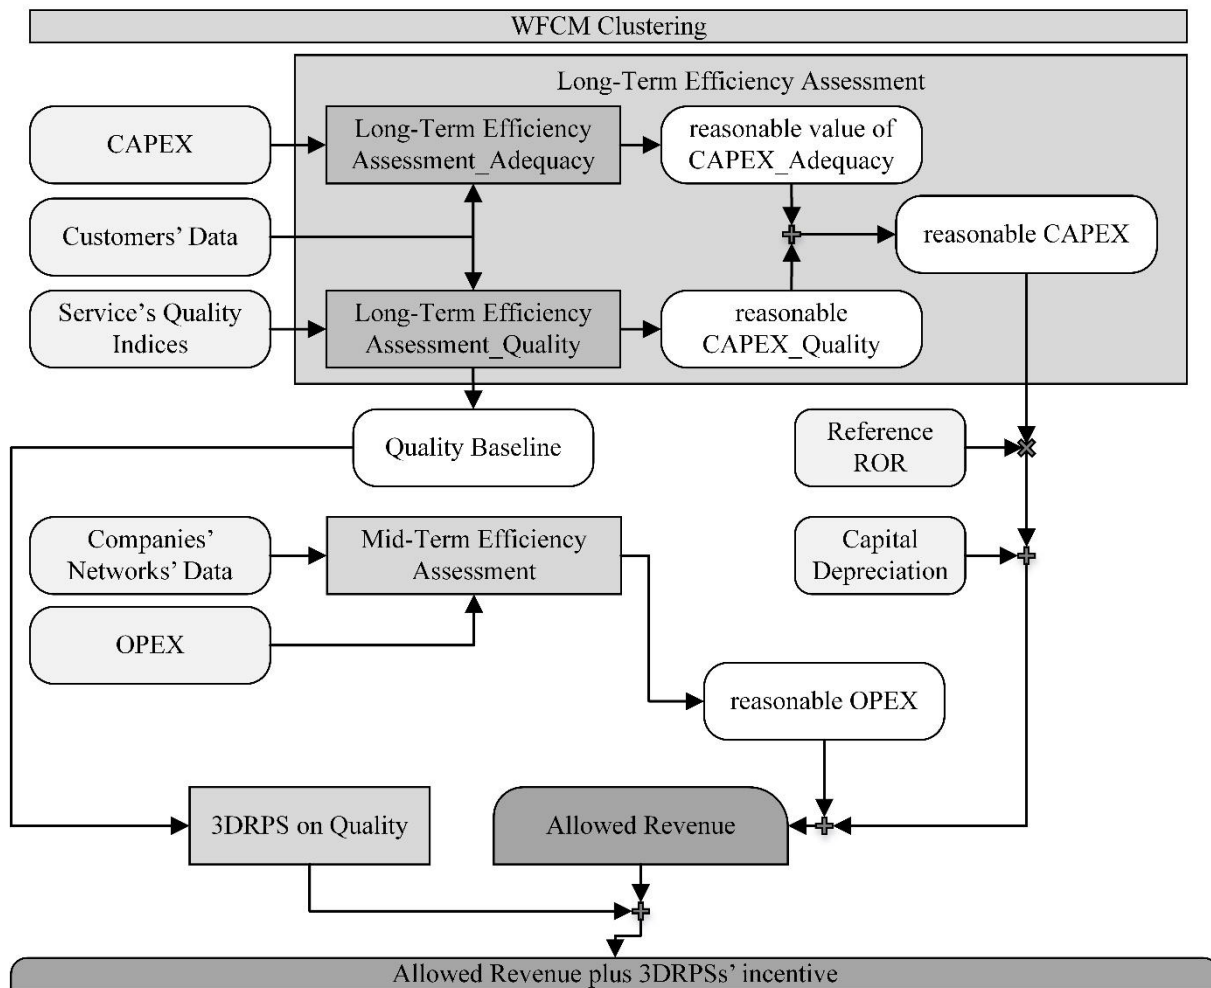 WFCM Clustering
Long-Term Efficiency Assessment
CAPEX
Long-Term Efficiency
Assessment_Adequacy
reasonable value of
CAPEX_Adequacy
Customers’ Data
reasonable CAPEX
Service’s Quality
Indices
Long-Term Efficiency
Assessment_Quality
reasonable
CAPEX_Quality
Quality Baseline
Reference
ROR
Companies’
Networks’ Data
Mid-Term Efficiency
Assessment
Capital
Depreciation
OPEX
reasonable OPEX
3DRPS on Quality
Allowed Revenue
Allowed Revenue plus 3DRPSs’ incentive